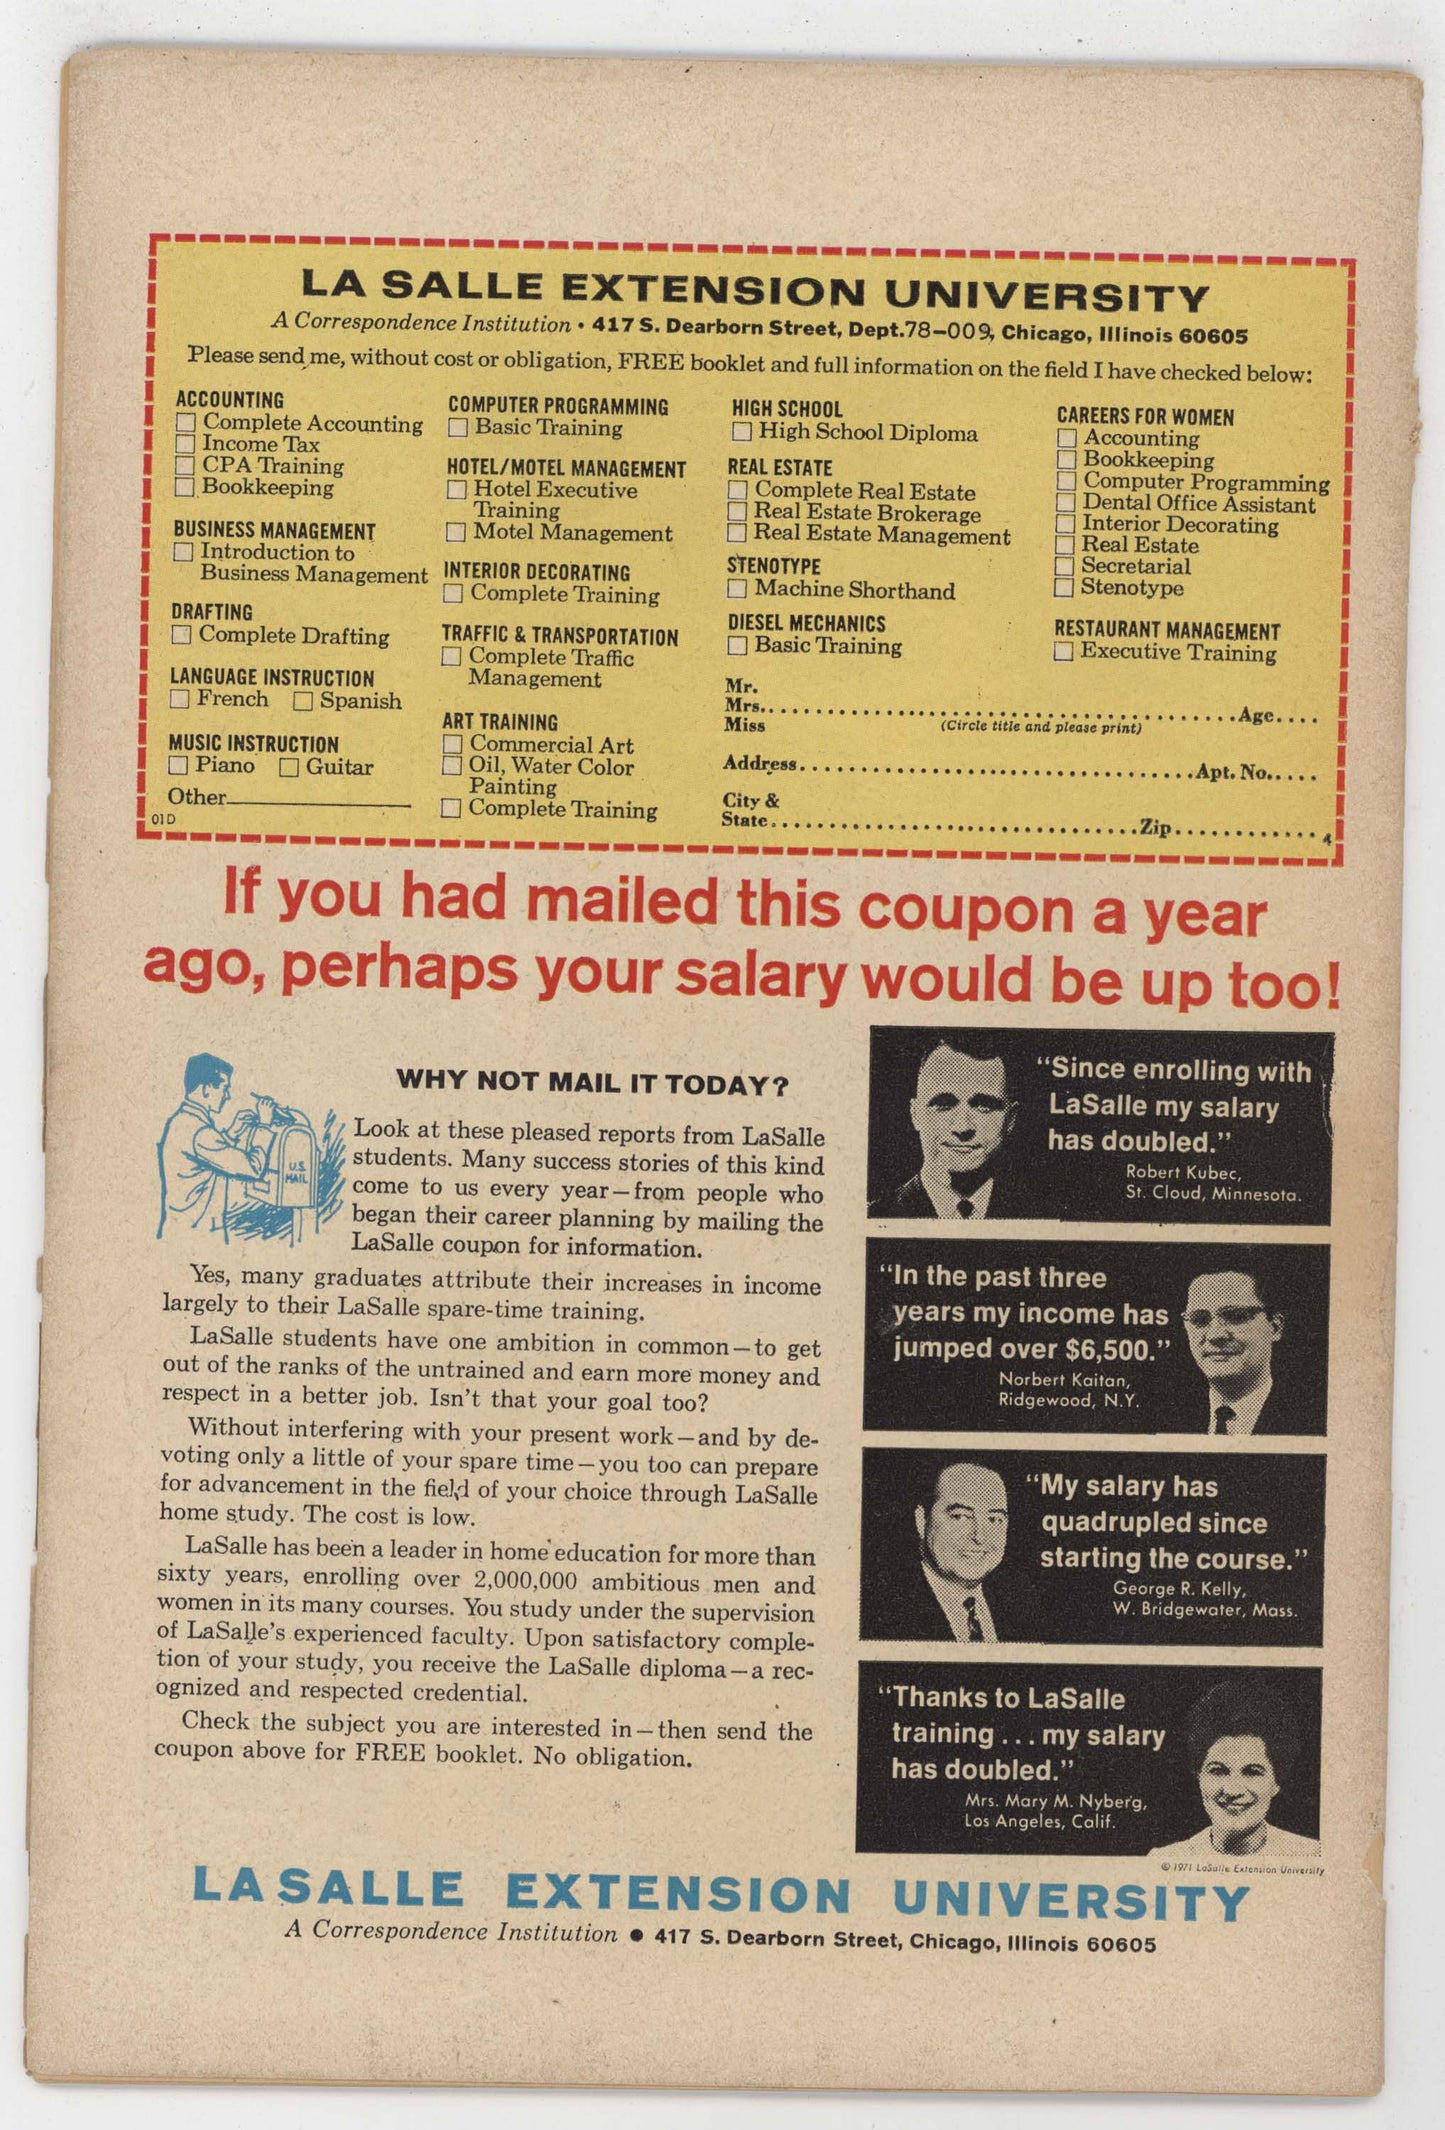 LA SALLE EXTENSION UNIVERSITY
A Correspondence Institution • 417 S. Dearborn Street, Dept.78-009, Chicago, Illinois 60605
Please send me, without cost or obligation, FREE booklet and full information on the field I have checked below:
ACCOUNTING
Complete Accounting
Income Tax
CPA Training
Bookkeeping
BUSINESS MANAGEMENT
Introduction to
Business Management
DRAFTING
Complete Drafting
LANGUAGE INSTRUCTION
French Spanish
MUSIC INSTRUCTION
Piano Guitar
Other
01D
COMPUTER PROGRAMMING
Basic Training
HOTEL/MOTEL MANAGEMENT
Hotel Executive
Training
Motel Management
INTERIOR DECORATING
Complete Training
TRAFFIC & TRANSPORTATION
Complete Traffic
Management
ART TRAINING
Commercial Art
Oil, Water Color
Painting
Complete Training
HIGH SCHOOL
High School Diploma
REAL ESTATE
Complete Real Estate
Real Estate Brokerage
Real Estate Management
STENOTYPE
Machine Shorthand
DIESEL MECHANICS
Basic Training
CAREERS FOR WOMEN
Accounting
Bookkeeping
Computer Programming
Dental Office Assistant
Interior Decorating
Real Estate
Secretarial
Stenotype
RESTAURANT MANAGEMENT
Executive Training
Mr.
Mrs. Age
Miss (Circle title and please print)
Address Apt. No.
City &
State Zip
4
If you had mailed this coupon a year
ago, perhaps your salary would be up too!
WHY NOT MAIL IT TODAY?
U.S.
MAIL
Look at these pleased reports from LaSalle
students. Many success stories of this kind
come to us every year—from people who
began their career planning by mailing the
LaSalle coupon for information.
Yes, many graduates attribute their increases in income
largely to their LaSalle spare-time training.
LaSalle students have one ambition in common—to get
out of the ranks of the untrained and earn more money and
respect in a better job. Isn't that your goal too?
Without interfering with your present work—and by de-
voting only a little of your spare time—you too can prepare
for advancement in the field of your choice through LaSalle
home study. The cost is low.
LaSalle has been a leader in home education for more than
sixty years, enrolling over 2,000,000 ambitious men and
women in its many courses. You study under the supervision
of LaSalle's experienced faculty. Upon satisfactory comple-
tion of your study, you receive the LaSalle diploma—a rec-
ognized and respected credential.
Check the subject you are interested in—then send the
coupon above for FREE booklet. No obligation.
"Since enrolling with
LaSalle my salary
has doubled."
Robert Kubec,
St. Cloud, Minnesota.
"In the past three
years my income has
jumped over $6,500."
Norbert Kaitan,
Ridgewood, N.Y.
"My salary has
quadrupled since
starting the course."
George R. Kelly,
W. Bridgewater, Mass.
"Thanks to LaSalle
training . . . my salary
has doubled."
Mrs. Mary M. Nyberg,
Los Angeles, Calif.
© 1971 LaSalle Extension University
LASALLE EXTENSION UNIVERSITY
A Correspondence Institution • 417 S. Dearborn Street, Chicago, Illinois 60605